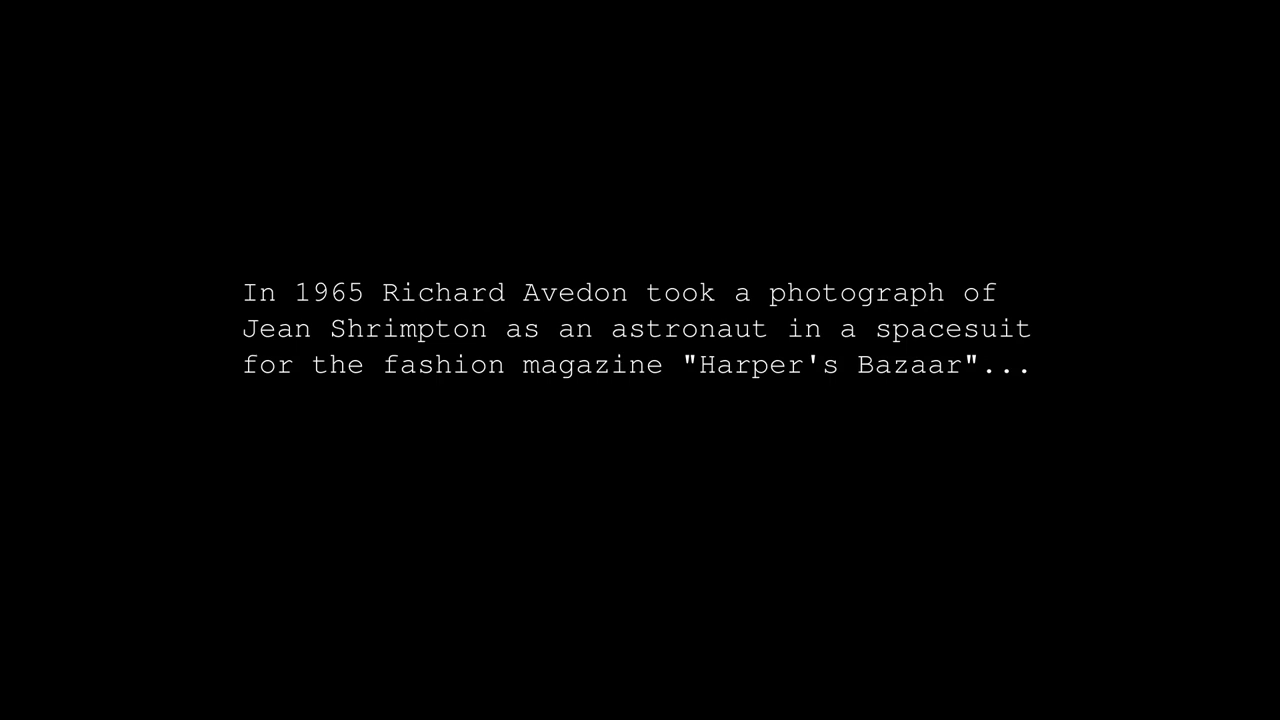 In 1965 Richard Avedon took a photograph of
Jean Shrimpton as an astronaut in a spacesuit
for the fashion magazine "Harper's Bazaar"...